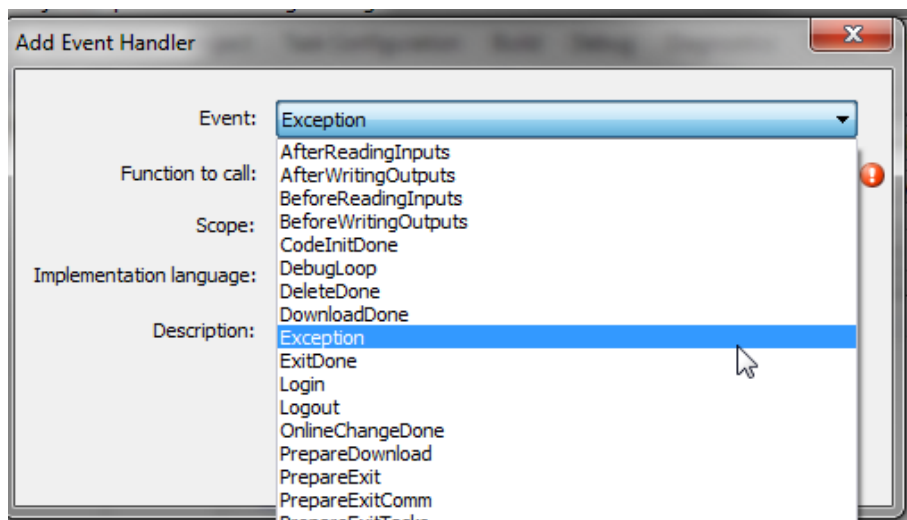 Add Event Handler
Event: Exception
AfterReadingInputs
Function to call: AfterWritingOutputs
BeforeReadingInputs
Scope: BeforeWritingOutputs
CodeInitDone
Implementation language: DebugLoop
DeleteDone
DownloadDone
Description: Exception
ExitDone
Login
Logout
OnlineChangeDone
PrepareDownload
PrepareExit
PrepareExitComm
PrepareExitTasks